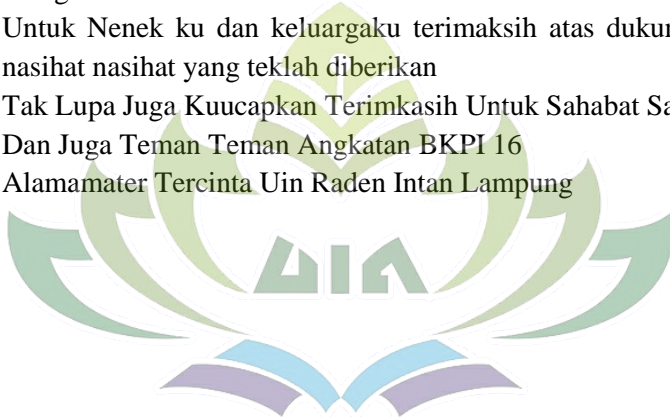 Untuk Nenek ku dan keluargaku terimaksih atas
nasihat nasihat yang teklah diberikan
Tak Lupa Juga Kuucapkan Terimkasih Untuk Sahabat
Dan Juga Teman Teman Angkatan BKPI 16
Alamamater Tercinta Uin Raden Intan Lampung
UIN